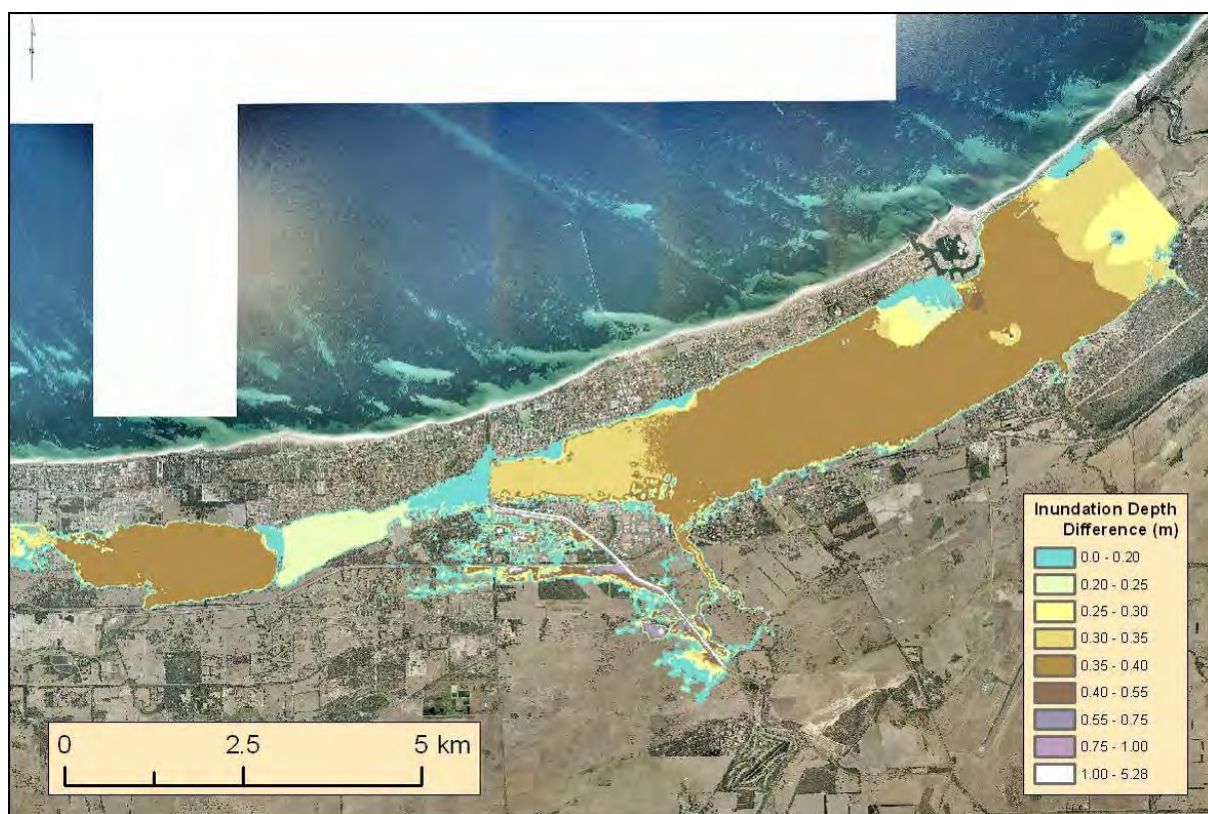 Inundation Depth
Difference (m)
0.0 - 0.20
0.20 - 0.25
0.25 - 0.30
0.30 - 0.35
0.35 - 0.40
0.40 - 0.55
0.55 - 0.75
0.75 - 1.00
1.00 - 5.28
0 2.5 5 km